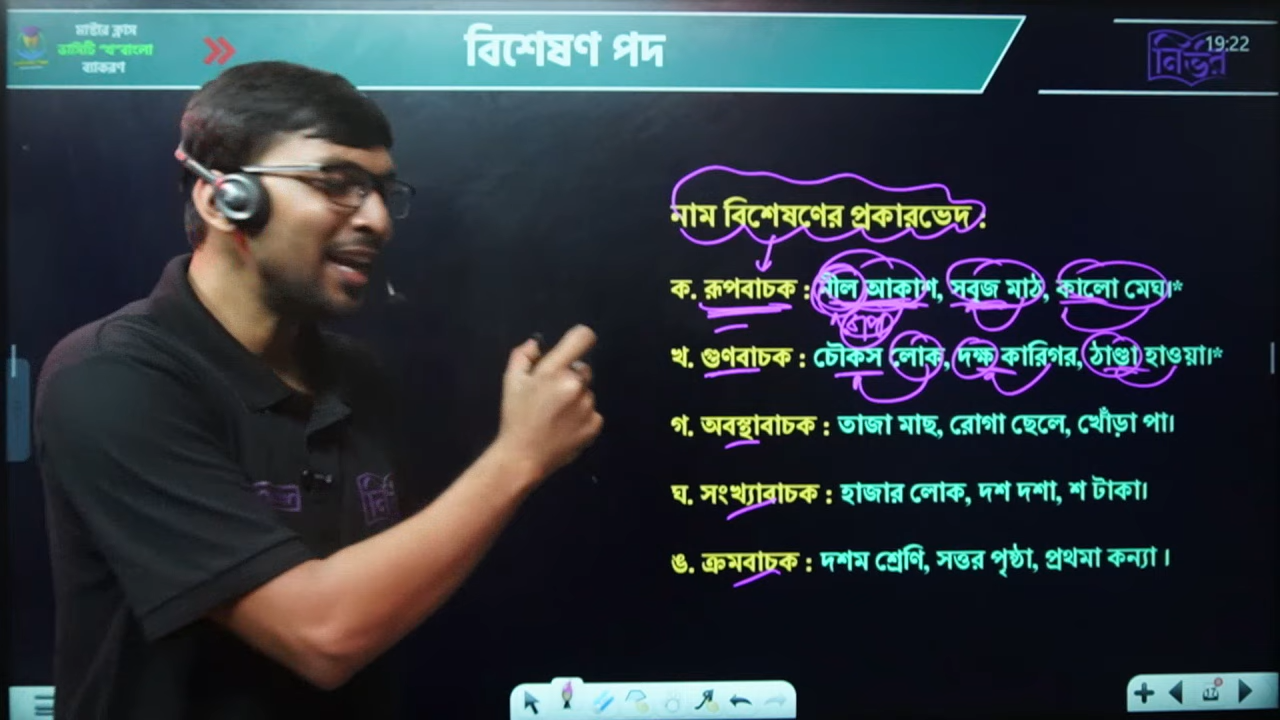 মাস্টার ক্লাস
ভার্সিটি "খ" বাংলা
ব্যাকরণ
বিশেষণ পদ
19:22
নির্ভর
নাম বিশেষণের প্রকারভেদ :
ক. রূপবাচক : নীল আকাশ, সবুজ মাঠ, কালো মেঘ।*
খ. গুণবাচক : চৌকস লোক, দক্ষ কারিগর, ঠাণ্ডা হাওয়া।*
গ. অবস্থাবাচক : তাজা মাছ, রোগা ছেলে, খোঁড়া পা।
ঘ. সংখ্যাবাচক : হাজার লোক, দশ দশা, শ টাকা।
ঙ. ক্রমবাচক : দশম শ্রেণি, সত্তর পৃষ্ঠা, প্রথমা কন্যা ।